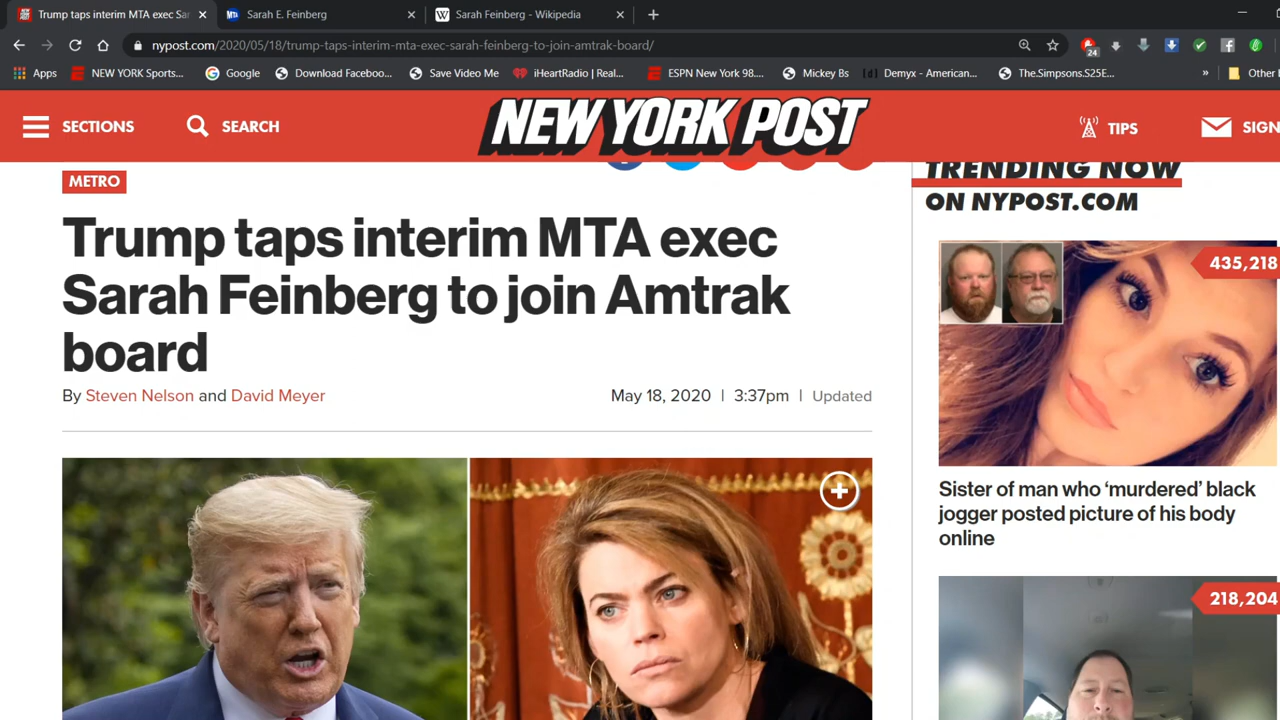 Trump taps interim MTA exec Sar
MTA
Sarah E. Feinberg
W
Sarah Feinberg - Wikipedia
nypost.com/2020/05/18/trump-taps-interim-mta-exec-sarah-feinberg-to-join-amtrak-board/
24
Apps
NEW YORK Sports...
Google
Download Faceboo...
Save Video Me
iHeartRadio | Real...
ESPN New York 98....
Mickey Bs
Demyx - American...
The.Simpsons.S25E...
»
Other
SECTIONS
SEARCH
NEW YORK POST
TIPS
SIGN
METRO
Trump taps interim MTA exec
Sarah Feinberg to join Amtrak
board
By Steven Nelson and David Meyer
May 18, 2020 | 3:37pm | Updated
TRENDING NOW
ON NYPOST.COM
435,218
Sister of man who ‘murdered’ black
jogger posted picture of his body
online
218,204